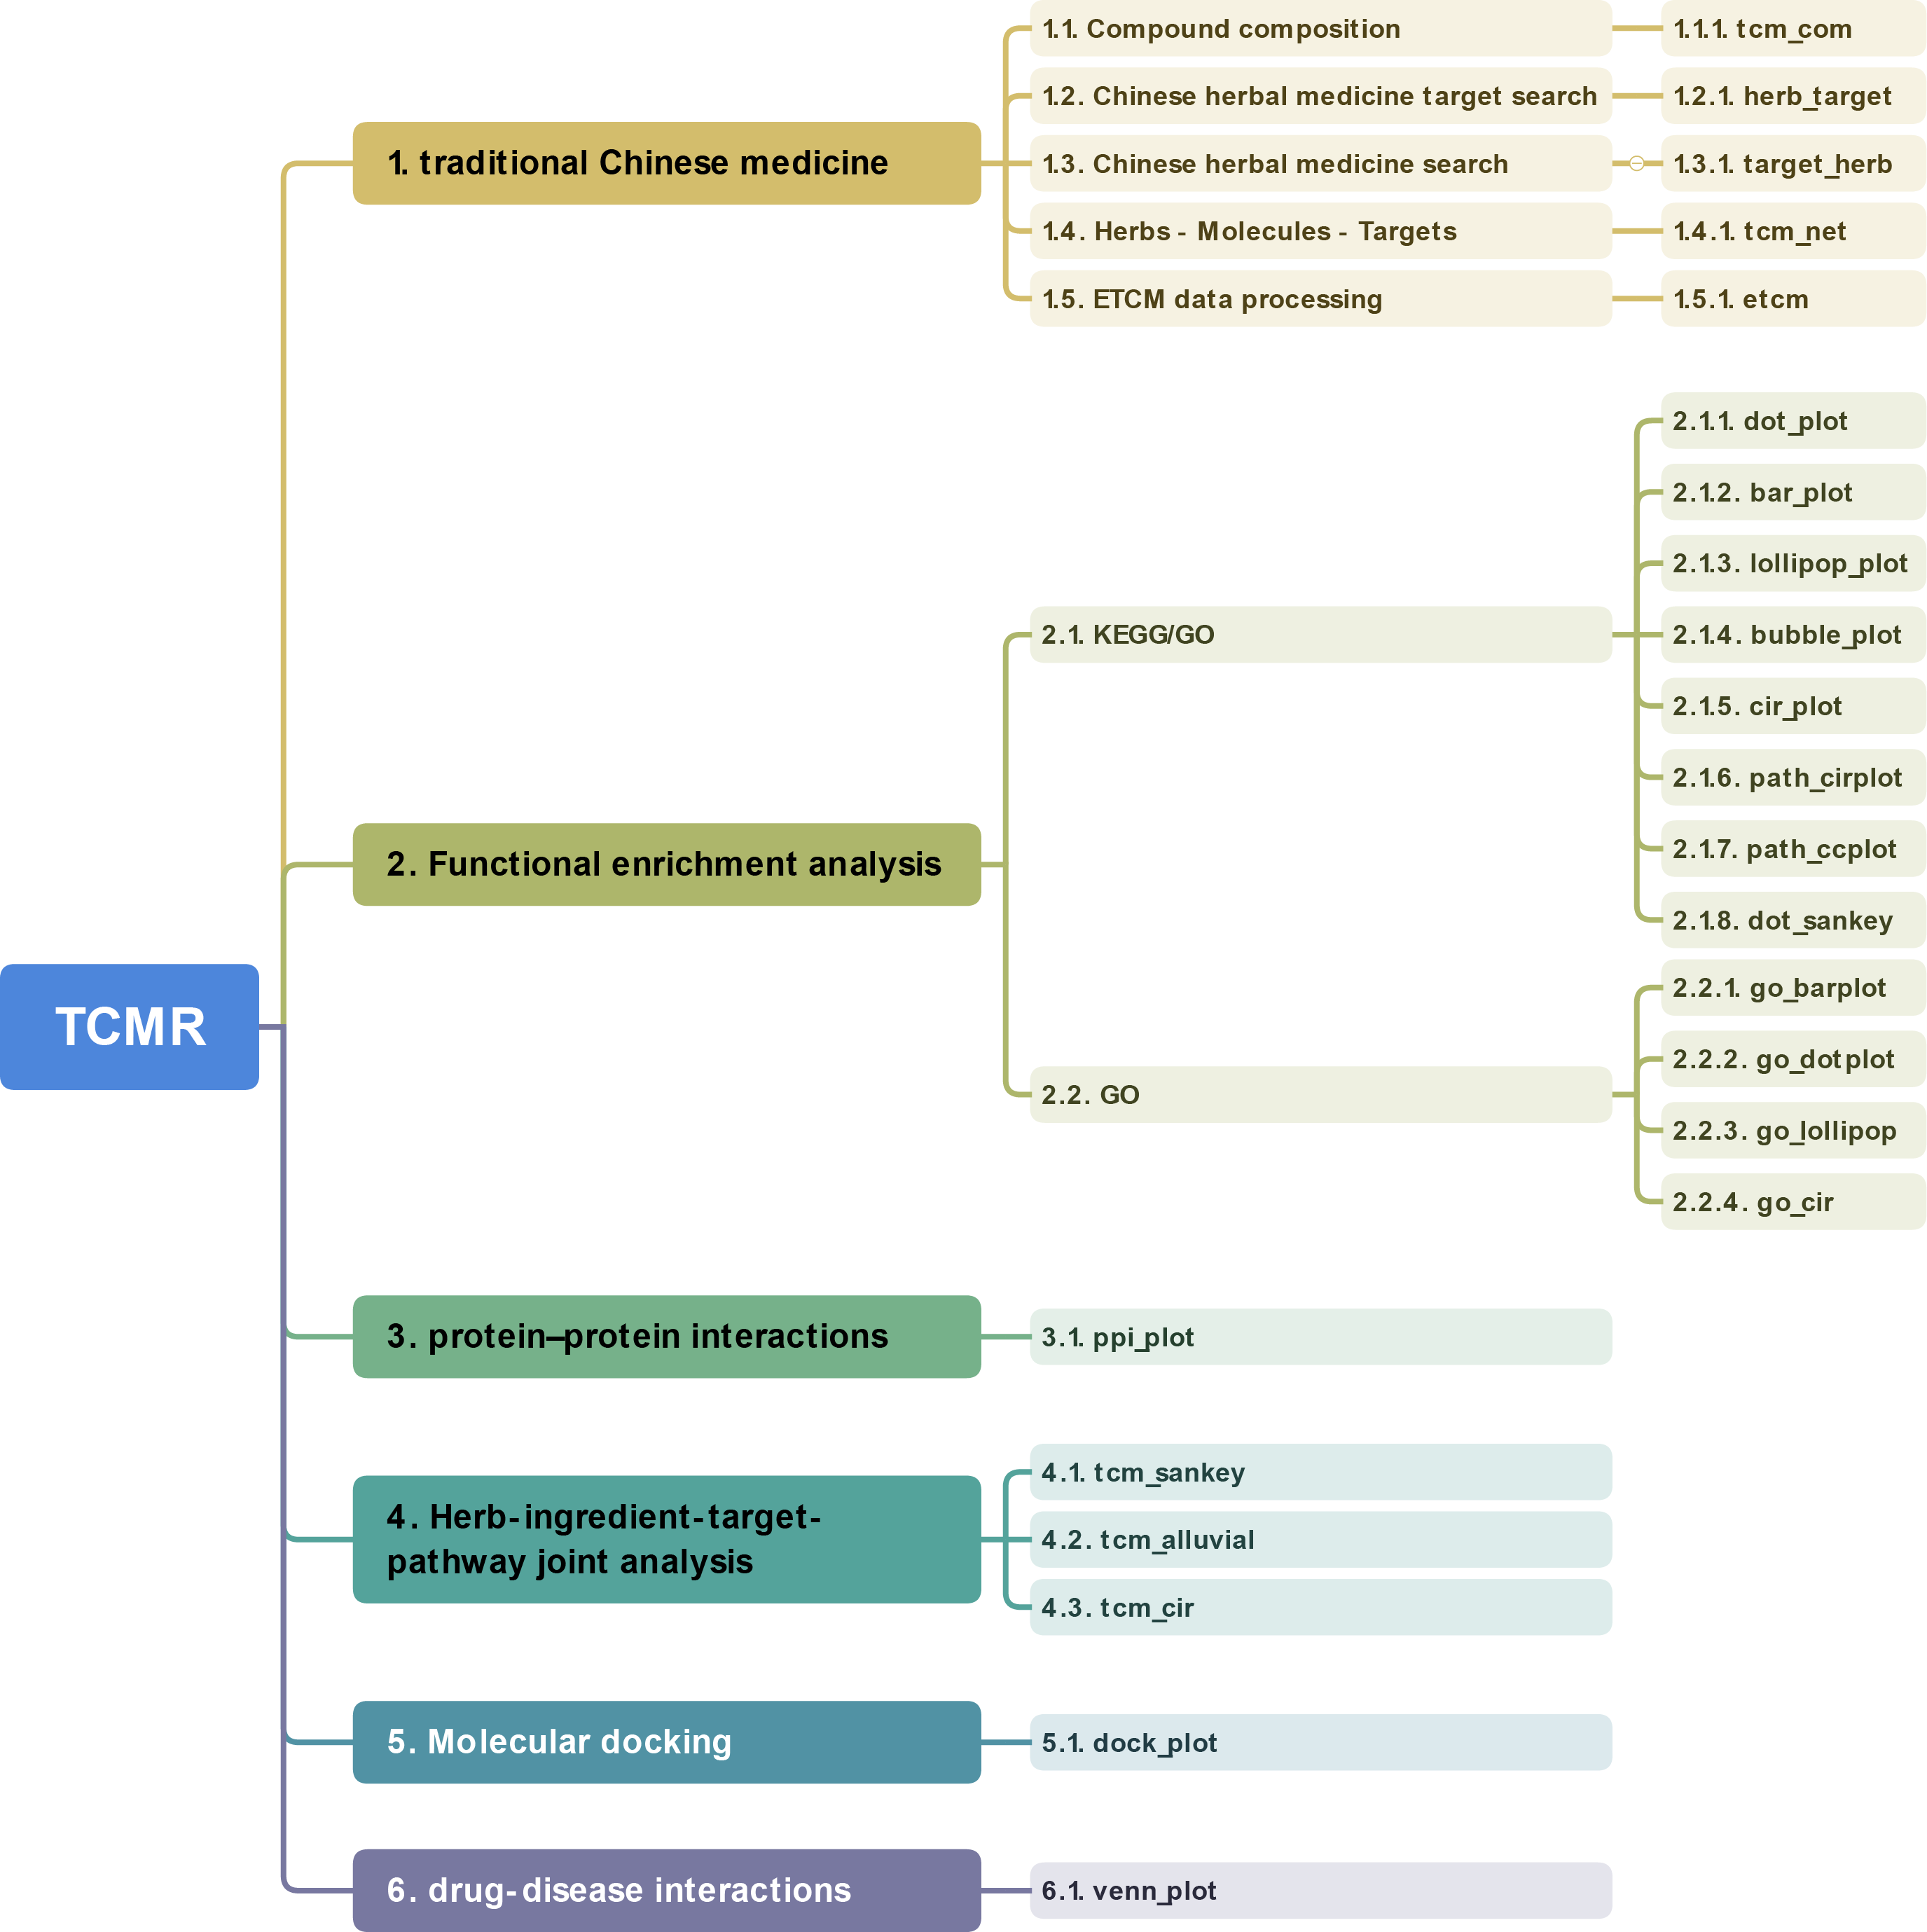 TCMR
1. traditional Chinese medicine
1.1. Compound composition
1.1.1. tcm_com
1.2. Chinese herbal medicine target search
1.2.1. herb_target
1.3. Chinese herbal medicine search
1.3.1. target_herb
1.4. Herbs - Molecules - Targets
1.4.1. tcm_net
1.5. ETCM data processing
1.5.1. etcm
2. Functional enrichment analysis
2.1. KEGG/GO
2.1.1. dot_plot
2.1.2. bar_plot
2.1.3. lollipop_plot
2.1.4. bubble_plot
2.1.5. cir_plot
2.1.6. path_cirplot
2.1.7. path_ccplot
2.1.8. dot_sankey
2.2. GO
2.2.1. go_barplot
2.2.2. go_dotplot
2.2.3. go_lollipop
2.2.4. go_cir
3. protein–protein interactions
3.1. ppi_plot
4. Herb-ingredient-target-
pathway joint analysis
4.1. tcm_sankey
4.2. tcm_alluvial
4.3. tcm_cir
5. Molecular docking
5.1. dock_plot
6. drug-disease interactions
6.1. venn_plot